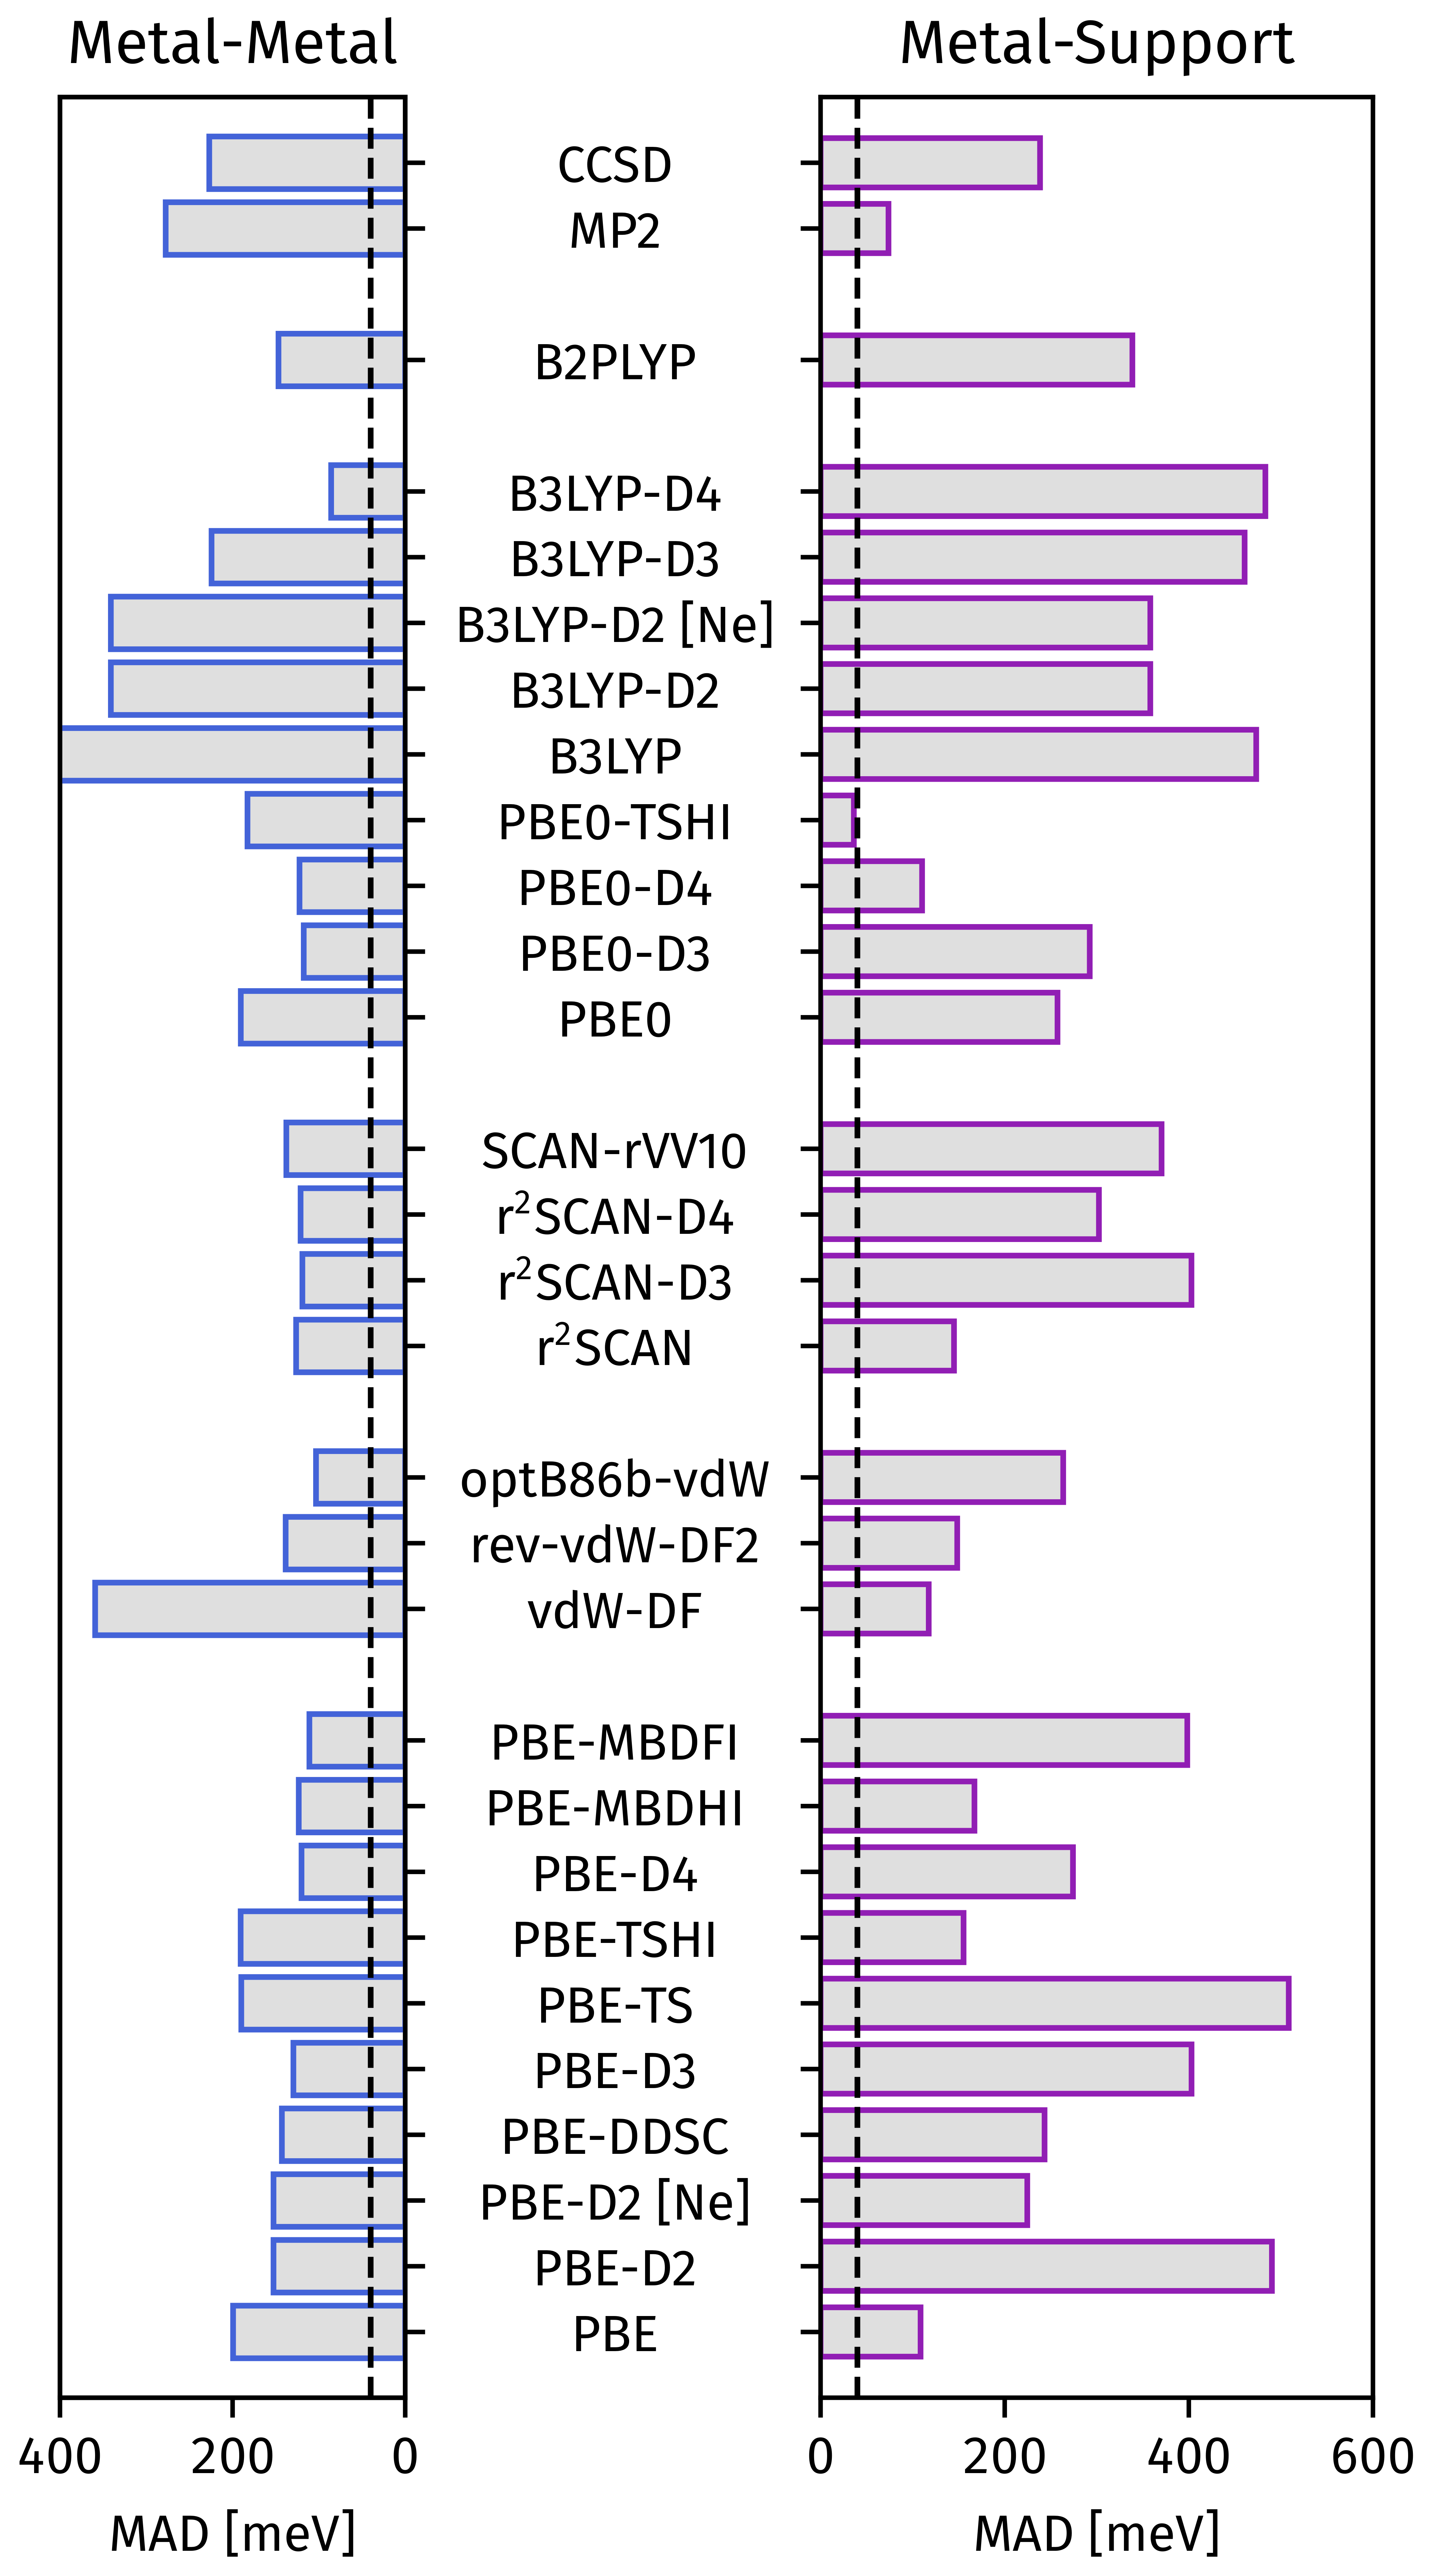 Metal-Metal
Metal-Support
CCSD
MP2
B2PLYP
B3LYP-D4
B3LYP-D3
B3LYP-D2 [Ne]
B3LYP-D2
B3LYP
PBE0-TSHI
PBE0-D4
PBE0-D3
PBE0
SCAN-rVV10
r²SCAN-D4
r²SCAN-D3
r²SCAN
optB86b-vdW
rev-vdW-DF2
vdW-DF
PBE-MBDFI
PBE-MBDHI
PBE-D4
PBE-TSHI
PBE-TS
PBE-D3
PBE-DDSC
PBE-D2 [Ne]
PBE-D2
PBE
400 200 0
0 200 400 600
MAD [meV]
MAD [meV]